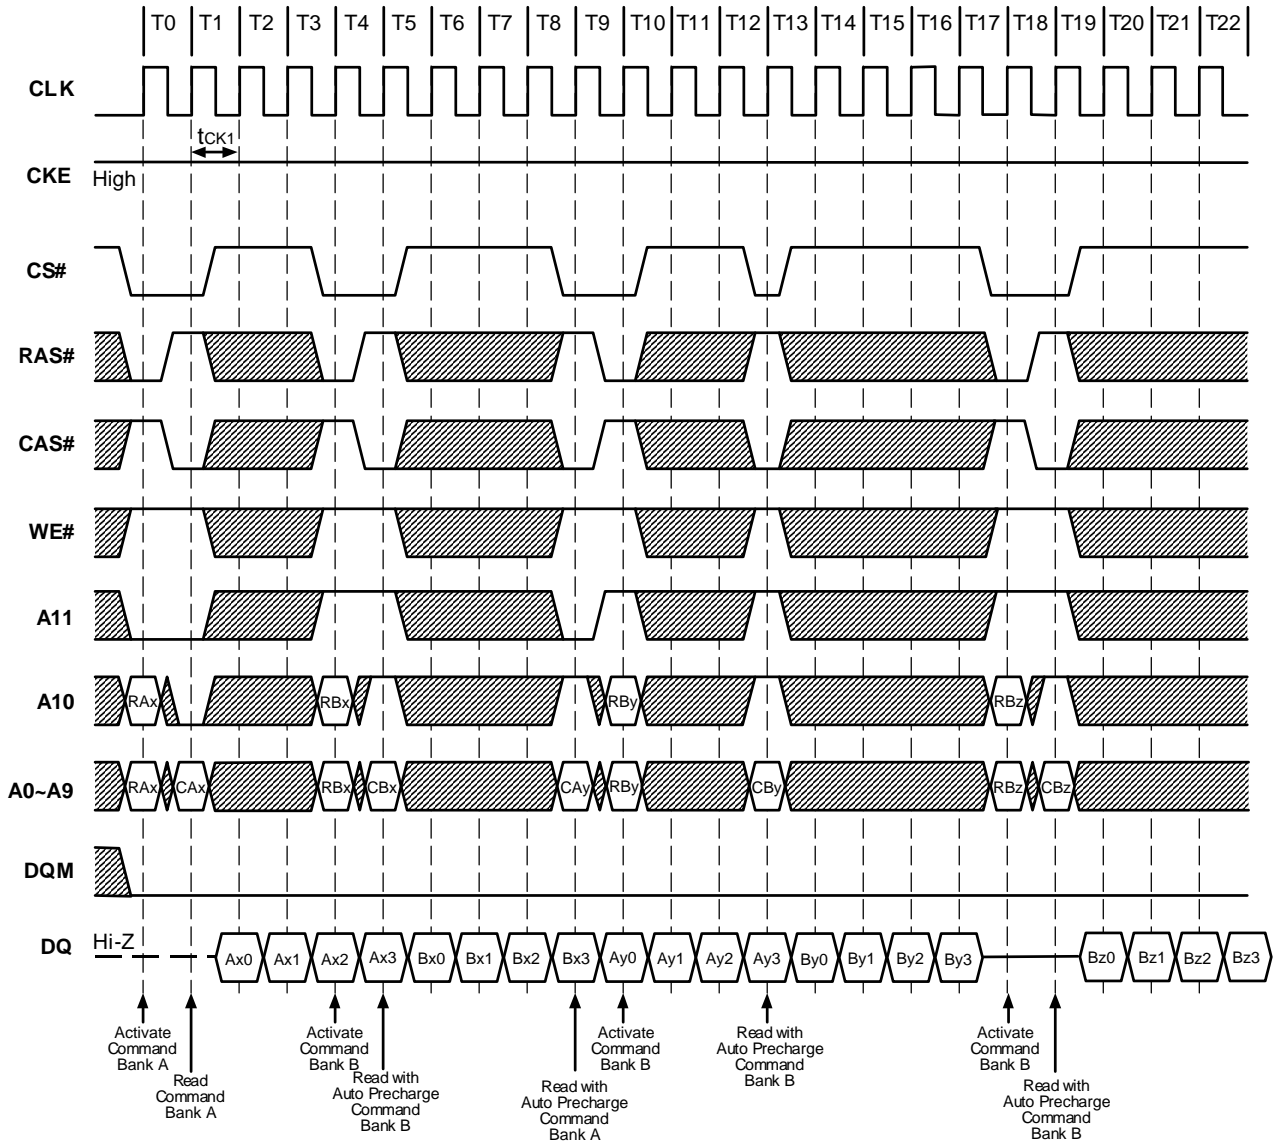 T0 T1 T2 T3 T4 T5 T6 T7 T8 T9 T10 T11 T12 T13 T14 T15 T16 T17 T18 T19 T20 T21 T22
CLK
tCK1
CKE High
CS#
RAS#
CAS#
WE#
A11
A10 RAx RBx RBy RBz
A0~A9 RAx CAx RBx CBx CAy RBy CBy RBz CBz
DQM
DQ Hi-Z Ax0 Ax1 Ax2 Ax3 Bx0 Bx1 Bx2 Bx3 Ay0 Ay1 Ay2 Ay3 By0 By1 By2 By3 Bz0 Bz1 Bz2 Bz3
Activate
Command
Bank A
Read
Command
Bank A
Activate
Command
Bank B
Read with
Auto Precharge
Command
Bank B
Read with
Auto Precharge
Command
Bank A
Activate
Command
Bank B
Read with
Auto Precharge
Command
Bank B
Activate
Command
Bank B
Read with
Auto Precharge
Command
Bank B